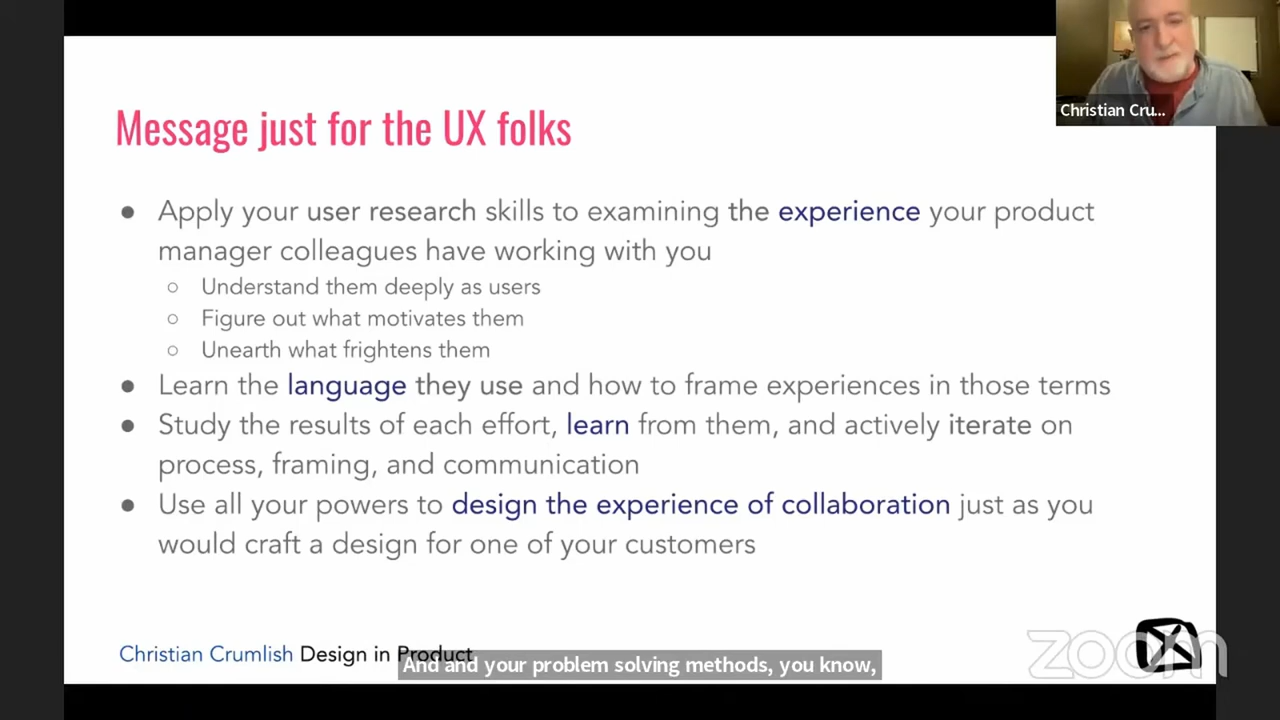 Message just for the UX folks
Christian Cru...
● Apply your user research skills to examining the experience your product
manager colleagues have working with you
○ Understand them deeply as users
○ Figure out what motivates them
○ Unearth what frightens them
● Learn the language they use and how to frame experiences in those terms
● Study the results of each effort, learn from them, and actively iterate on
process, framing, and communication
● Use all your powers to design the experience of collaboration just as you
would craft a design for one of your customers
Christian Crumlish Design in Product
And and your problem solving methods, you know,
zoom